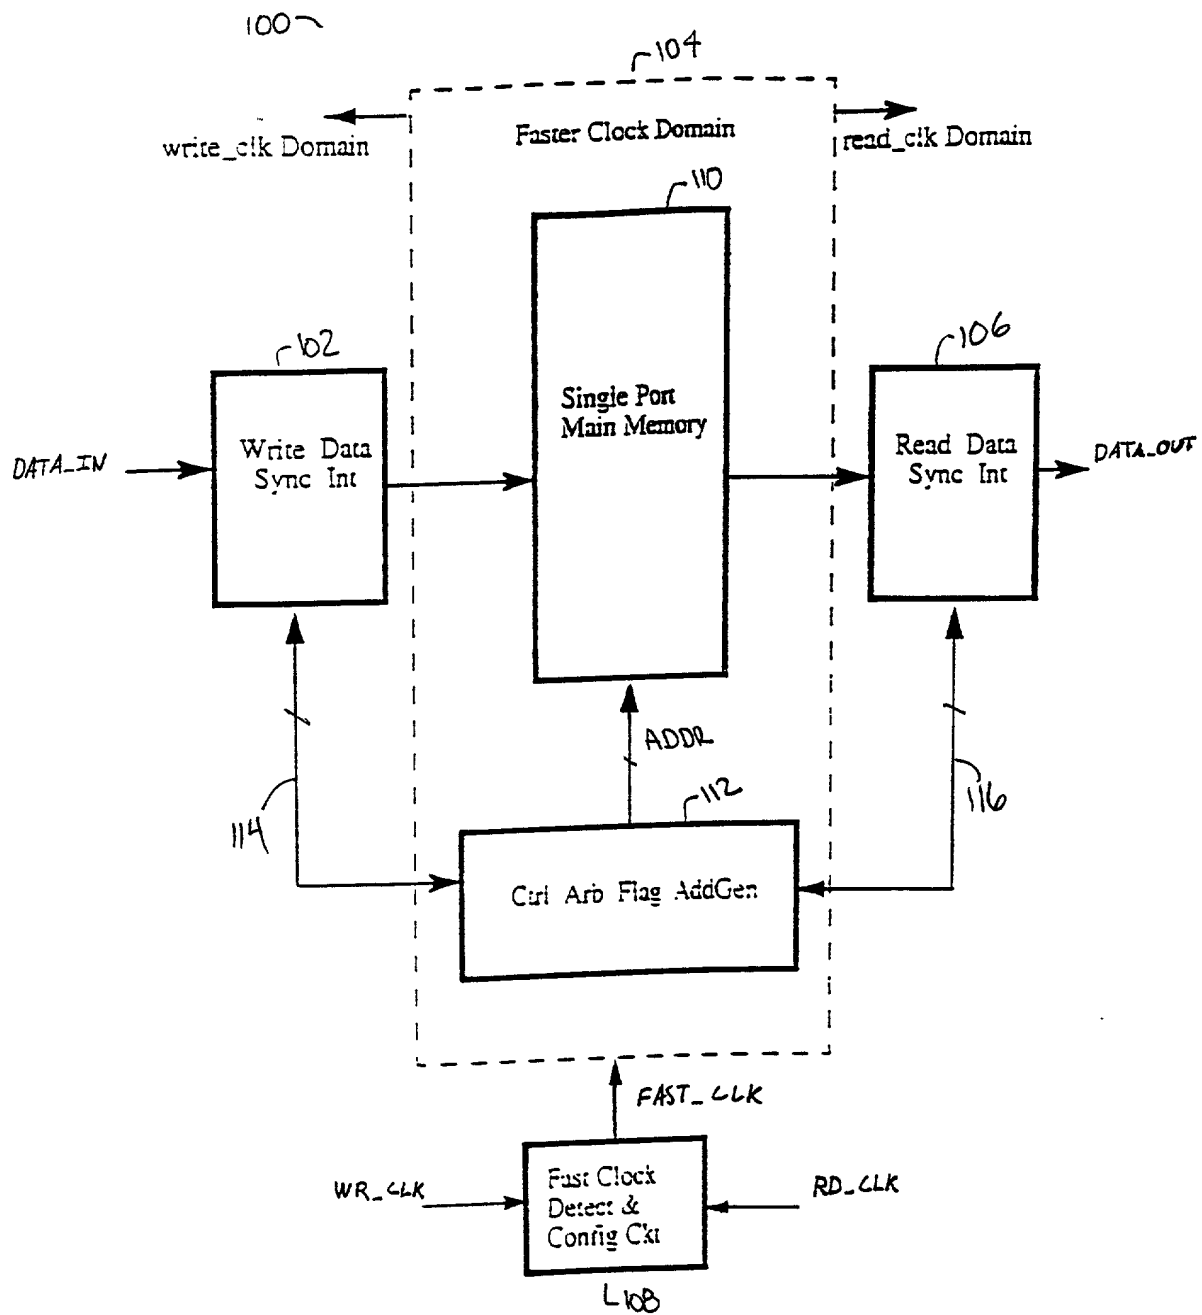 100
104
write_clk Domain
Faster Clock Domain
read_clk Domain
110
102
106
Single Port
Main Memory
Write Data
Sync Int
Read Data
Sync Int
DATA_IN
DATA_OUT
ADDR
112
114
116
Ctrl Arb Flag AddGen
FAST_CLK
WR_CLK
Fast Clock
Detect &
Config Ckt
RD_CLK
108